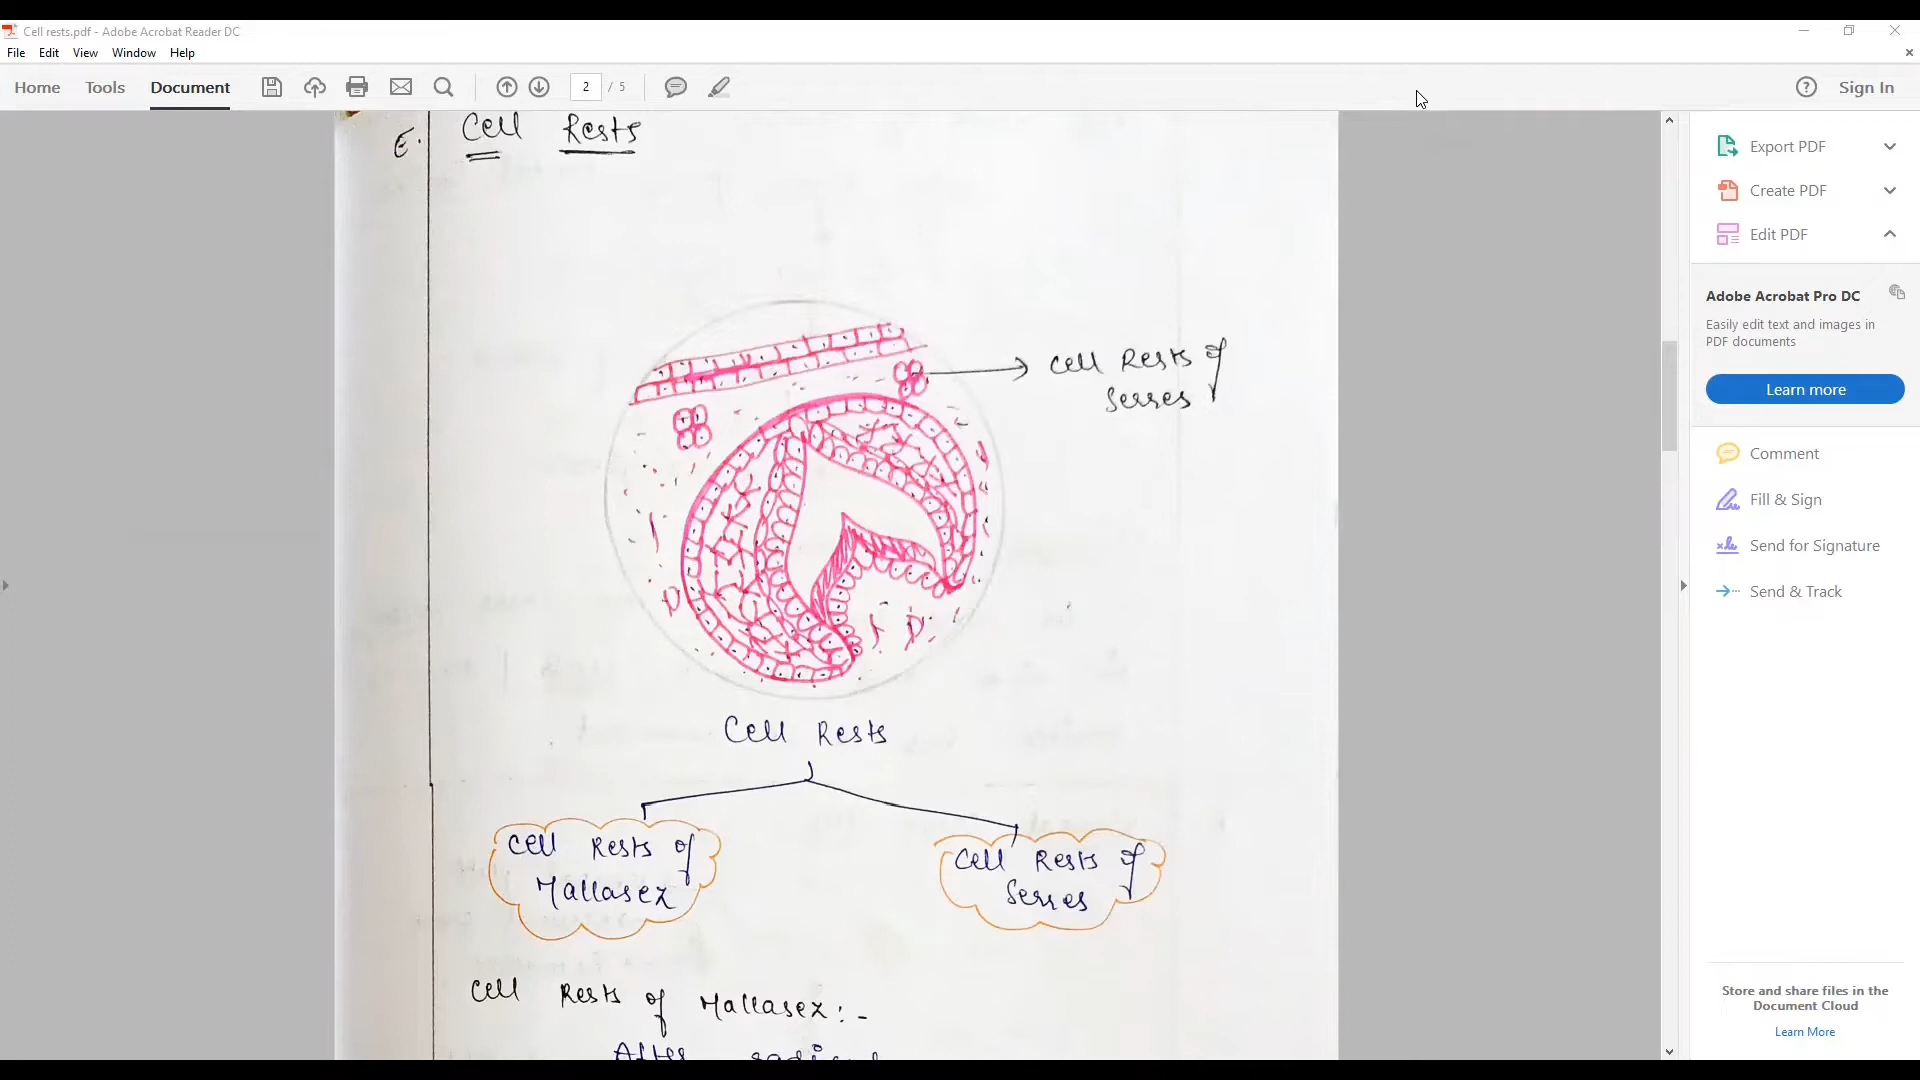 Cell rests.pdf - Adobe Acrobat Reader DC
File Edit View Window Help
Home Tools Document 2 / 5 Sign In
E. Cell Rests
Cell Rests of
Serres
Cell Rests
Cell Rests of
Mallasez
Cell Rests of
Serres
Cell Rests of Mallasez :-
After
Export PDF
Create PDF
Edit PDF
Adobe Acrobat Pro DC
Easily edit text and images in
PDF documents
Learn more
Comment
Fill & Sign
Send for Signature
Send & Track
Store and share files in the
Document Cloud
Learn More